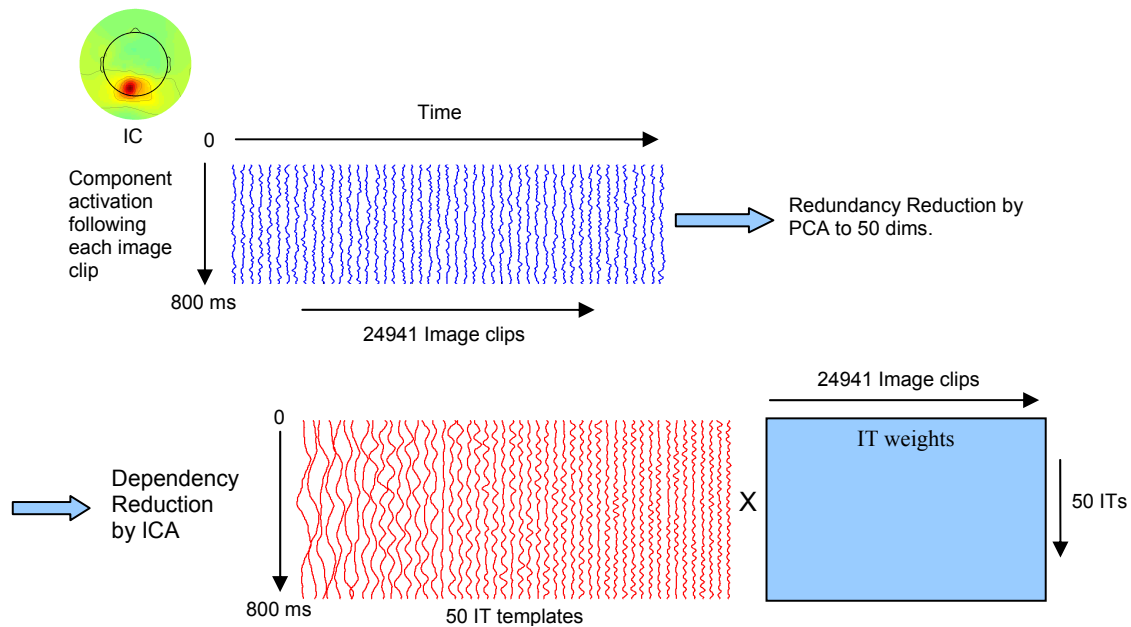 IC
0
Time
Component
activation
following
each image
clip
800 ms
24941 Image clips
Redundancy Reduction by
PCA to 50 dims.
Dependency
Reduction
by ICA
0
800 ms
50 IT templates
X
24941 Image clips
IT weights
50 ITs